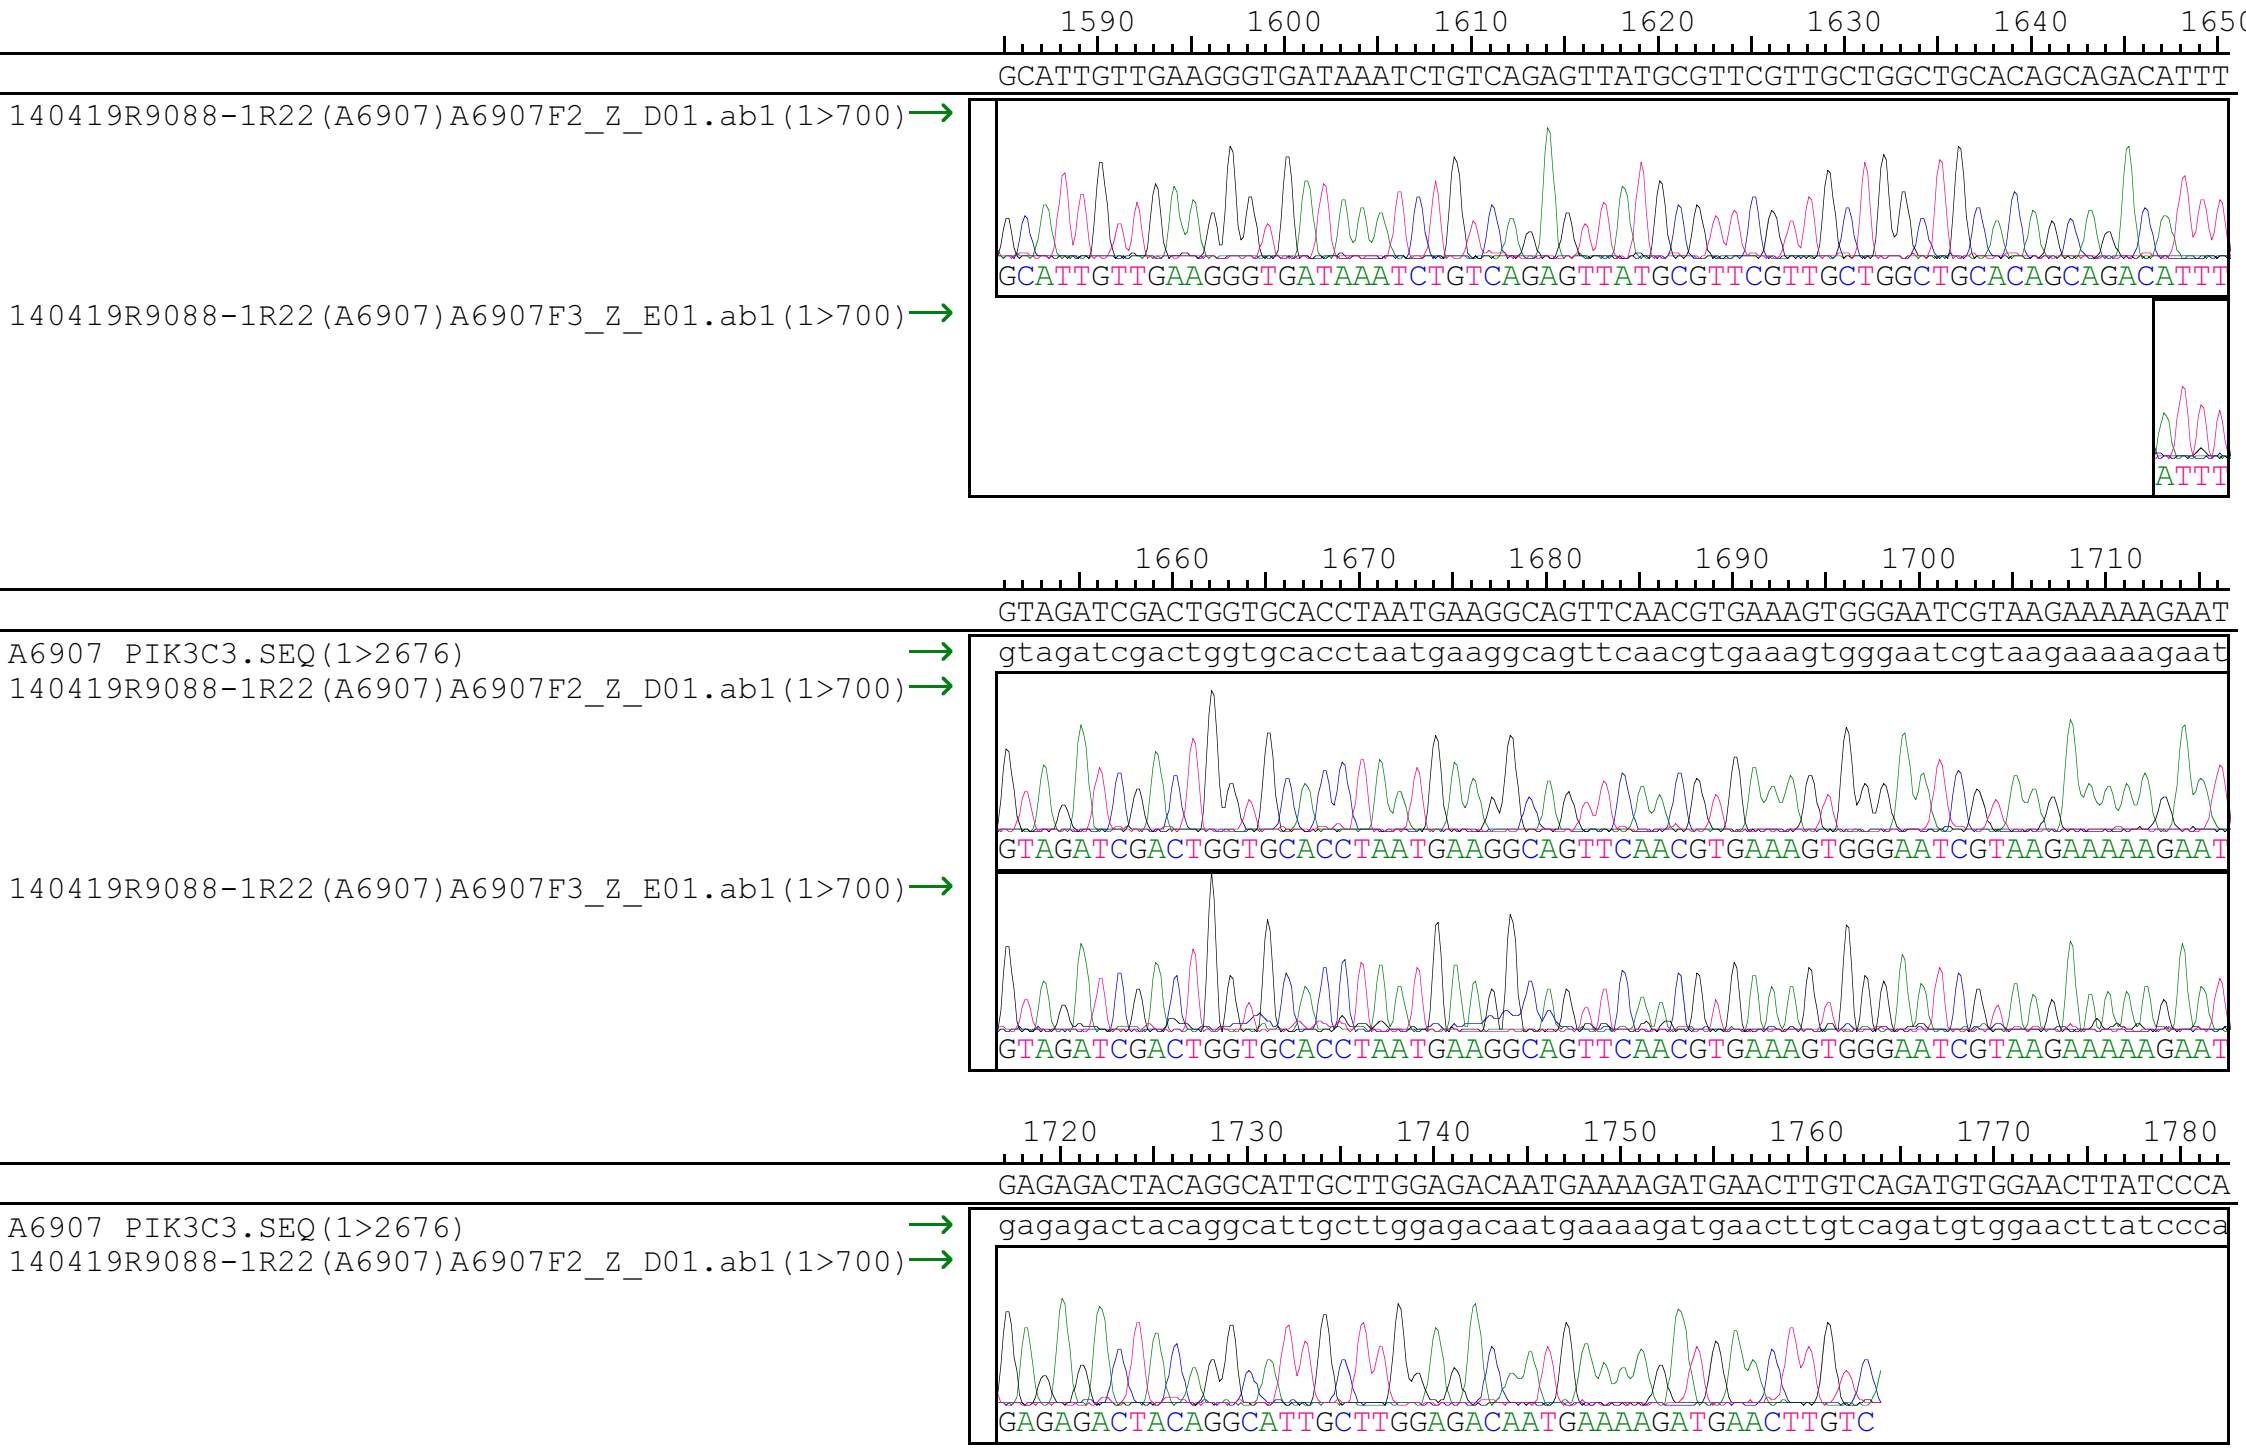 1590 1600 1610 1620 1630 1640 1650
GCATTGTTGAAGGGTGATAAATCTGTCAGAGTTATGCGTTCGTTGCTGGCTGCACAGCAGACATTT
140419R9088-1R22(A6907)A6907F2_Z_D01.ab1(1>700)→
GCATTGTTGAAGGGTGATAAATCTGTCAGAGTTATGCGTTCGTTGCTGGCTGCACAGCAGACATTT
140419R9088-1R22(A6907)A6907F3_Z_E01.ab1(1>700)→
ATTT
1660 1670 1680 1690 1700 1710
GTAGATCGACTGGTGCACCTAATGAAGGCAGTTCAACGTGAAAGTGGGAATCGTAAGAAAAAGAAT
A6907 PIK3C3.SEQ(1>2676) → gtagatcgactggtgcacctaatgaaggcagttcaacgtgaaagtgggaatcgtaagaaaaagaat
140419R9088-1R22(A6907)A6907F2_Z_D01.ab1(1>700)→
GTAGATCGACTGGTGCACCTAATGAAGGCAGTTCAACGTGAAAGTGGGAATCGTAAGAAAAAGAAT
140419R9088-1R22(A6907)A6907F3_Z_E01.ab1(1>700)→
GTAGATCGACTGGTGCACCTAATGAAGGCAGTTCAACGTGAAAGTGGGAATCGTAAGAAAAAGAAT
1720 1730 1740 1750 1760 1770 1780
GAGAGACTACAGGCATTGCTTGGAGACAATGAAAAGATGAACTTGTCAGATGTGGAACTTATCCCA
A6907 PIK3C3.SEQ(1>2676) → gagagactacaggcattgcttggagacaatgaaaagatgaacttgtcagatgtggaacttatccca
140419R9088-1R22(A6907)A6907F2_Z_D01.ab1(1>700)→
GAGAGACTACAGGCATTGCTTGGAGACAATGAAAAGATGAACTTGTC